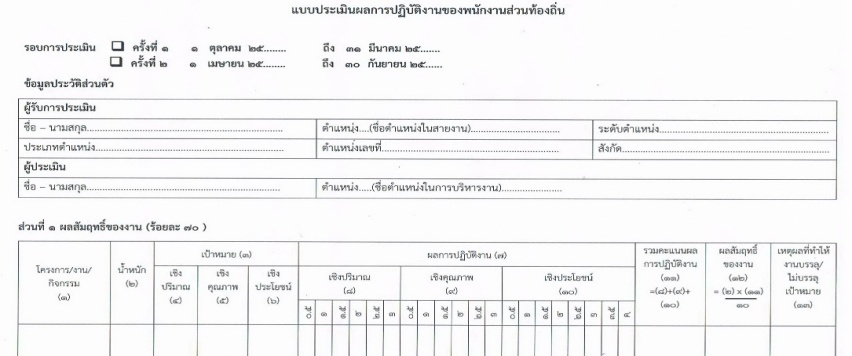 แบบประเมินผลการปฏิบัติงานของพนักงานส่วนท้องถิ่น
รอบการประเมิน ครั้งที่ ๑ ๑ ตุลาคม ๒๕........ ถึง ๓๑ มีนาคม ๒๕.......
ครั้งที่ ๒ ๑ เมษายน ๒๕........ ถึง ๓๐ กันยายน ๒๕......
ข้อมูลประวัติส่วนตัว
ผู้รับการประเมิน
ชื่อ – นามสกุล........ ตำแหน่ง....(ชื่อตำแหน่งในสายงาน)........ ระดับตำแหน่ง........
ประเภทตำแหน่ง........ ตำแหน่งเลขที่........ สังกัด........
ผู้ประเมิน
ชื่อ – นามสกุล........ ตำแหน่ง.....(ชื่อตำแหน่งในการบริหารงาน)........
ส่วนที่ ๑ ผลสัมฤทธิ์ของงาน (ร้อยละ ๗๐ )
โครงการ/งาน/
กิจกรรม
(๑)
น้ำหนัก
(๒)
เป้าหมาย (๓)
เชิง
ปริมาณ
(๔)
เชิง
คุณภาพ
(๕)
เชิง
ประโยชน์
(๖)
ผลการปฏิบัติงาน (๗)
เชิงปริมาณ
(๘)
เชิงคุณภาพ
(๙)
เชิงประโยชน์
(๑๐)
๑ ๒ ๓ ๑ ๒ ๓ ๑ ๒ ๓ ๔
รวมคะแนนผล
การปฏิบัติงาน
(๑๑)
=(๘)+(๙)+
(๑๐)
ผลสัมฤทธิ์
ของงาน
(๑๒)
= (๒) x (๑๑)
๑๐
เหตุผลที่ทำให้
งานบรรลุ/
ไม่บรรลุ
เป้าหมาย
(๑๓)